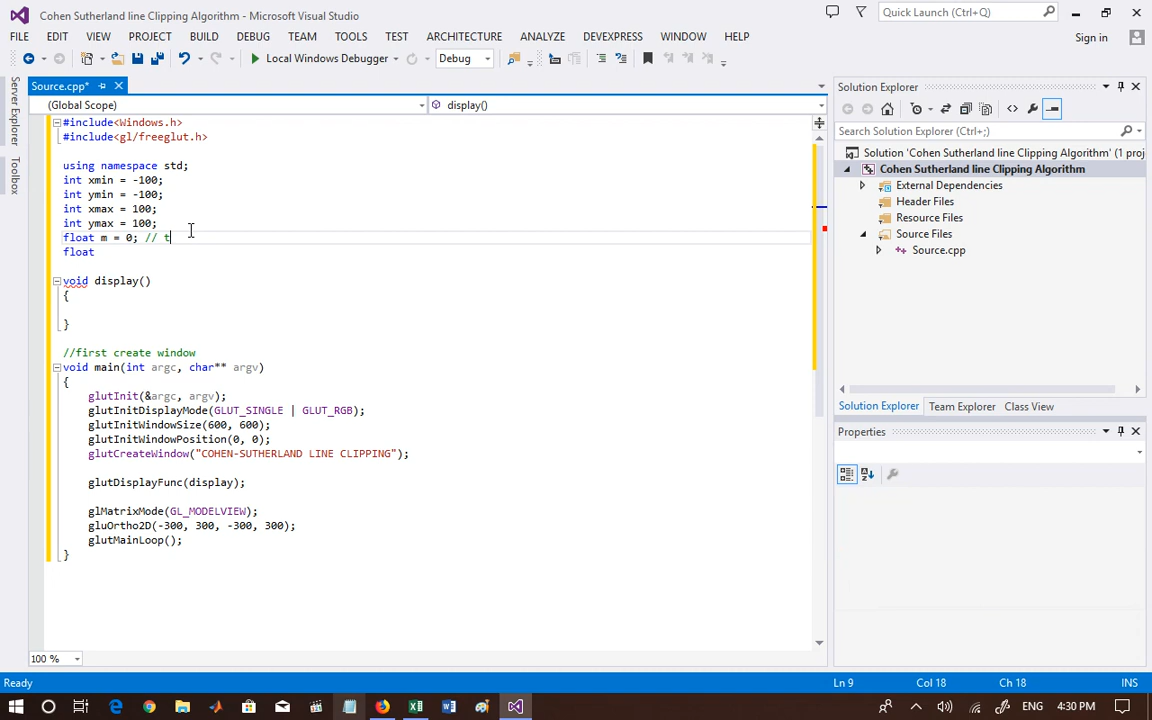 Cohen Sutherland line Clipping Algorithm - Microsoft Visual Studio
Quick Launch (Ctrl+Q)
FILE EDIT VIEW PROJECT BUILD DEBUG TEAM TOOLS TEST ARCHITECTURE ANALYZE DEVEXPRESS WINDOW HELP
Sign in
Local Windows Debugger Debug
Server Explorer
Toolbox
Source.cpp*
(Global Scope) display()
#include<Windows.h>
#include<gl/freeglut.h>
using namespace std;
int xmin = -100;
int ymin = -100;
int xmax = 100;
int ymax = 100;
float m = 0; // t
float
void display()
{
}
//first create window
void main(int argc, char** argv)
{
glutInit(&argc, argv);
glutInitDisplayMode(GLUT_SINGLE | GLUT_RGB);
glutInitWindowSize(600, 600);
glutInitWindowPosition(0, 0);
glutCreateWindow("COHEN-SUTHERLAND LINE CLIPPING");
glutDisplayFunc(display);
glMatrixMode(GL_MODELVIEW);
gluOrtho2D(-300, 300, -300, 300);
glutMainLoop();
}
100 %
Solution Explorer
Search Solution Explorer (Ctrl+;)
Solution 'Cohen Sutherland line Clipping Algorithm' (1 proj
Cohen Sutherland line Clipping Algorithm
External Dependencies
Header Files
Resource Files
Source Files
Source.cpp
Solution Explorer Team Explorer Class View
Properties
Ready Ln 9 Col 18 Ch 18 INS
ENG 4:30 PM